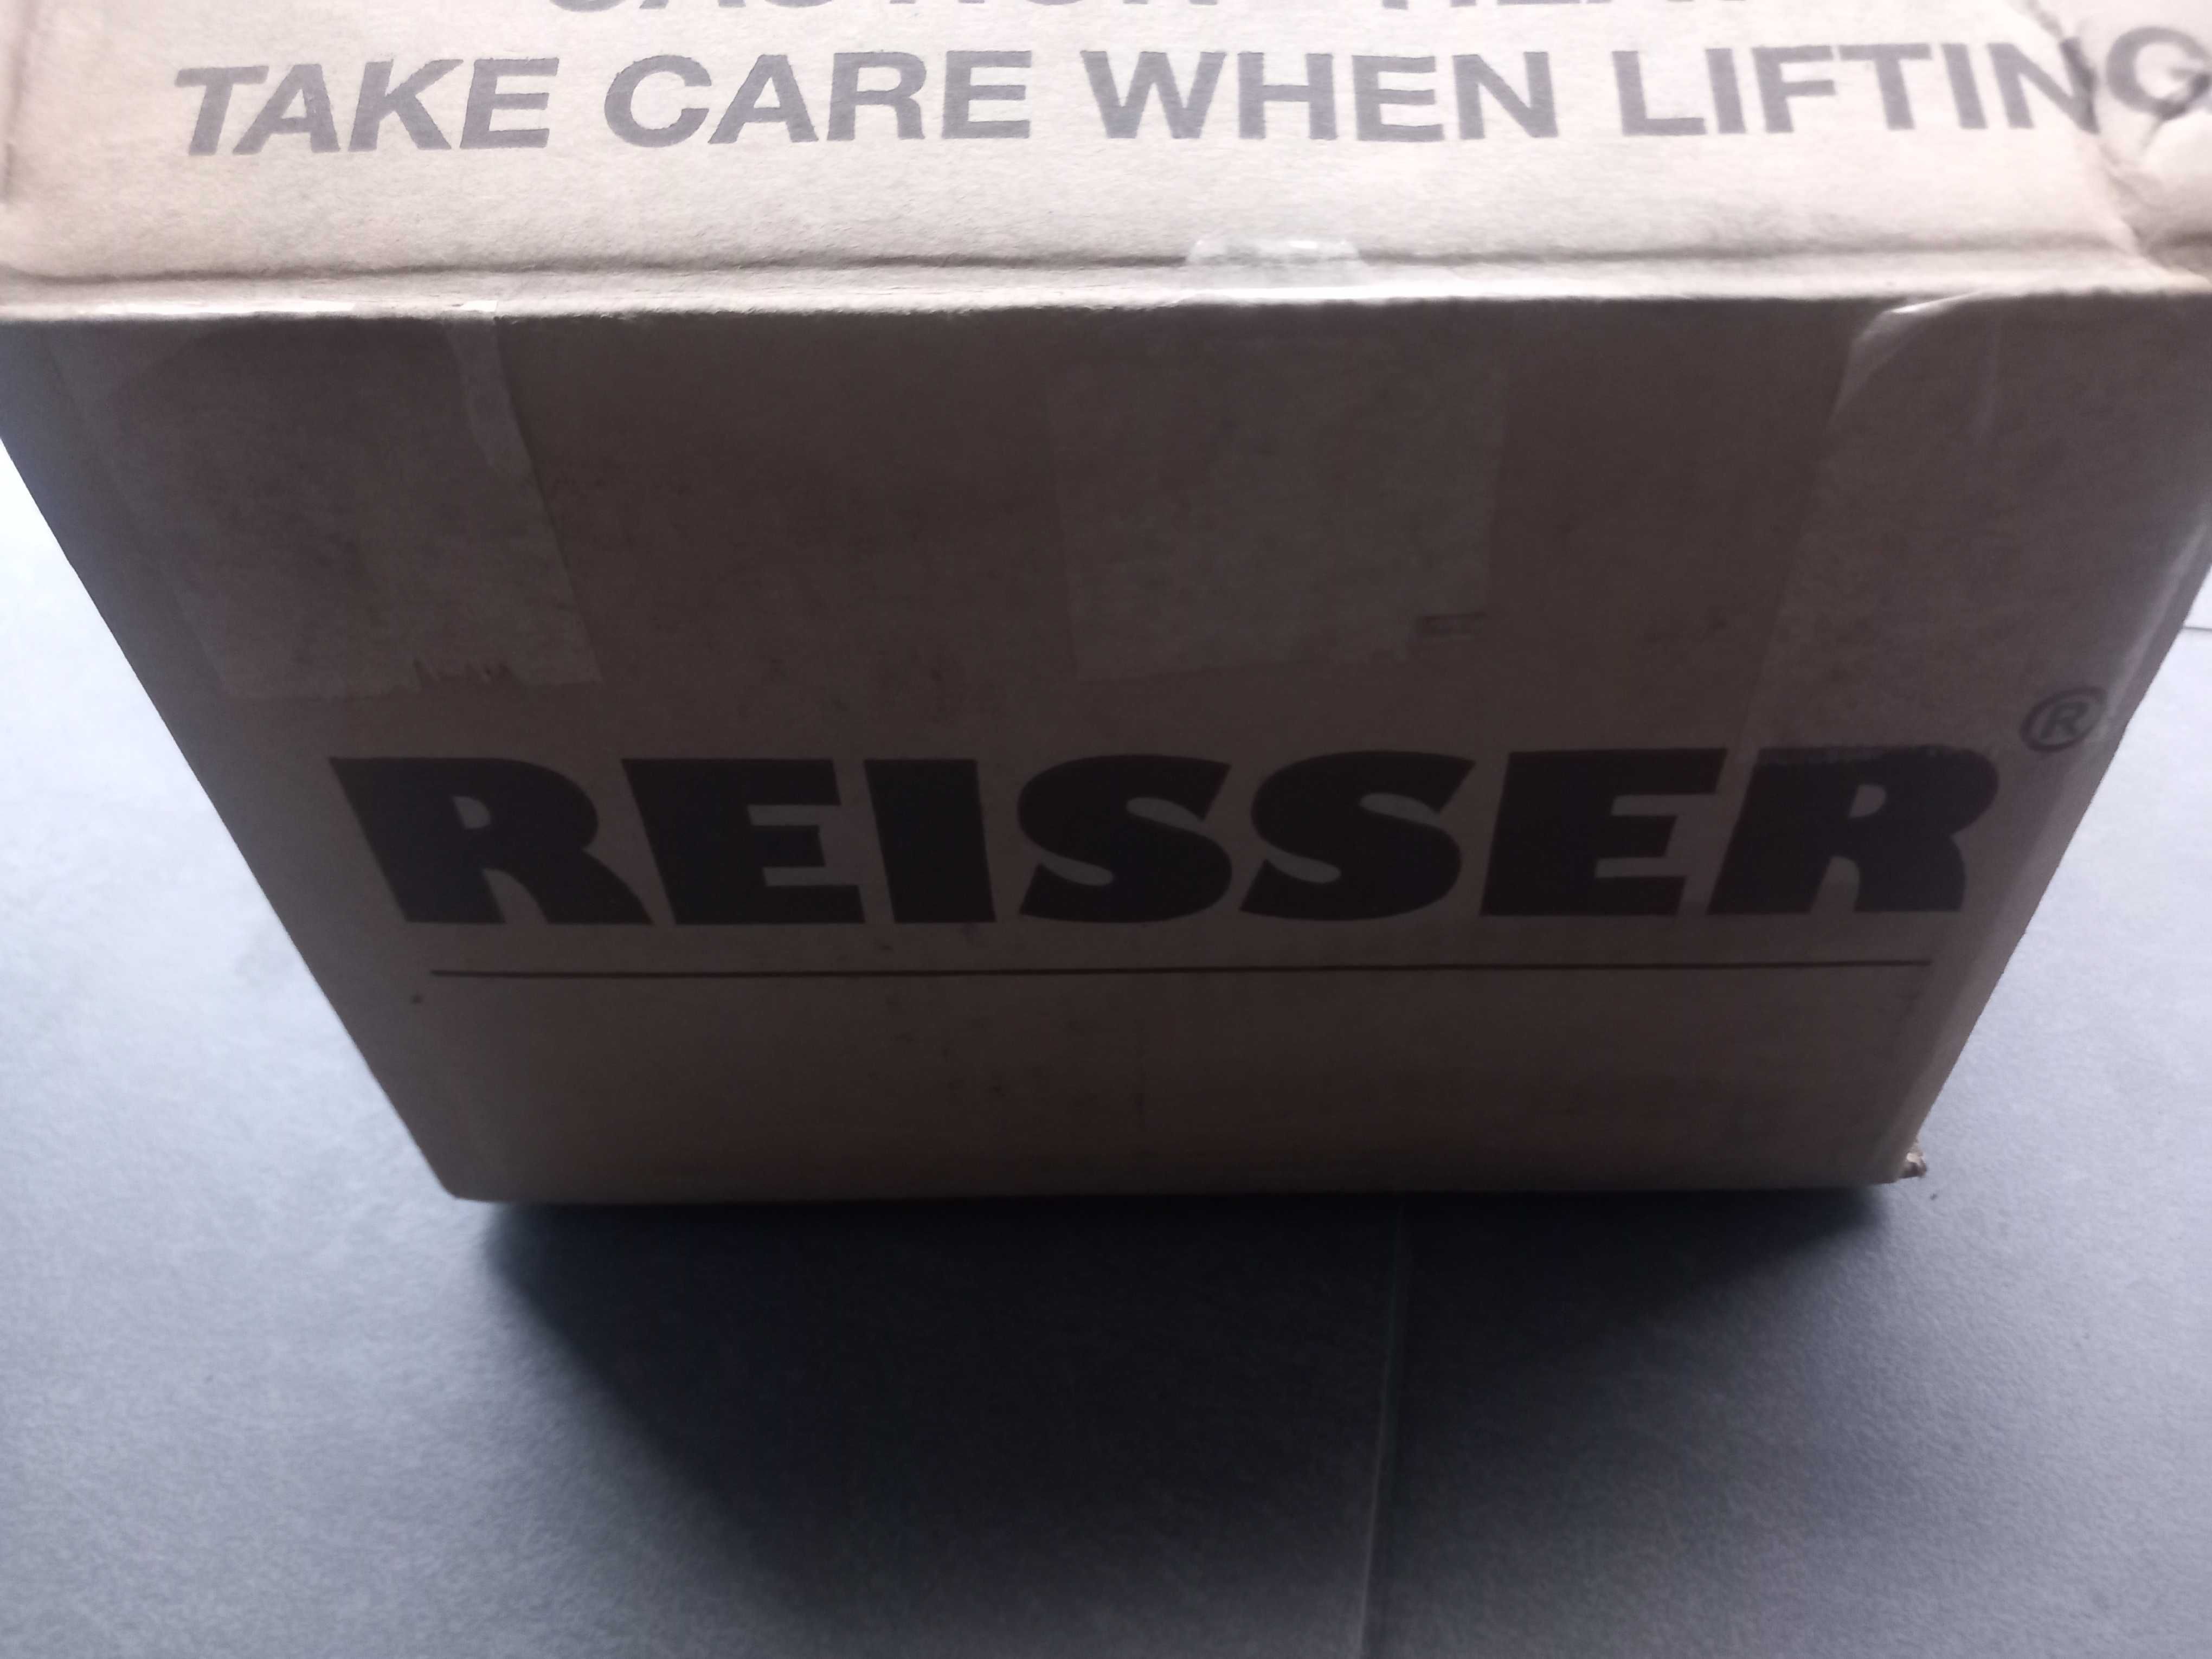 TAKE CARE WHEN LIFTING
REISSER®